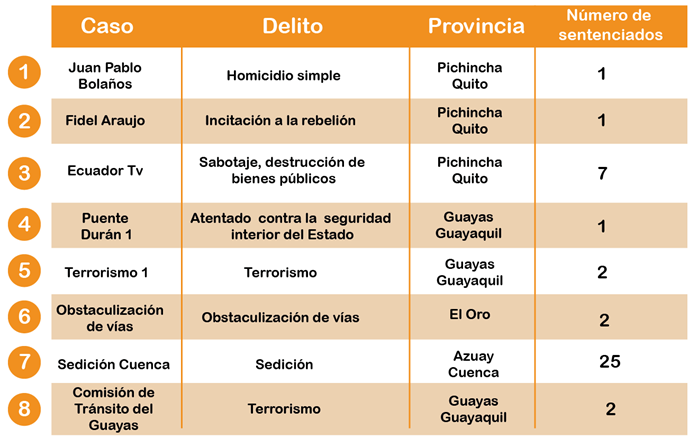 Caso Delito Provincia Número de
sentenciados
1 Juan Pablo
Bolaños Homicidio simple Pichincha
Quito 1
2 Fidel Araujo Incitación a la rebelión Pichincha
Quito 1
3 Ecuador Tv Sabotaje, destrucción de
bienes públicos Pichincha
Quito 7
4 Puente
Durán 1 Atentado contra la seguridad
interior del Estado Guayas
Guayaquil 1
5 Terrorismo 1 Terrorismo Guayas
Guayaquil 2
6 Obstaculización
de vías Obstaculización de vías El Oro 2
7 Sedición Cuenca Sedición Azuay
Cuenca 25
8 Comisión de
Tránsito del
Guayas Terrorismo Guayas
Guayaquil 2